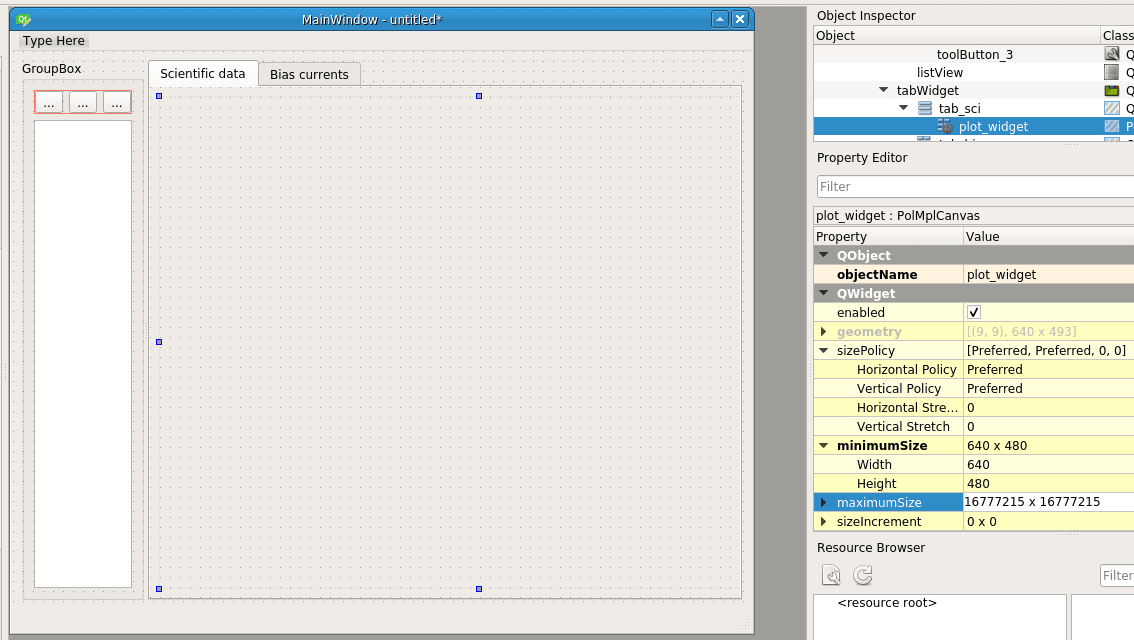 MainWindow - untitled*
Type Here
GroupBox
Scientific data
Bias currents
...
...
...
Object Inspector
Object
Class
toolButton_3
Q
listView
Q
tabWidget
Q
tab_sci
Q
plot_widget
P
Property Editor
Filter
plot_widget : PolMplCanvas
Property
Value
QObject
objectName
plot_widget
QWidget
enabled
geometry
[(9, 9), 640 x 493]
sizePolicy
[Preferred, Preferred, 0, 0]
Horizontal Policy
Preferred
Vertical Policy
Preferred
Horizontal Stre...
0
Vertical Stretch
0
minimumSize
640 x 480
Width
640
Height
480
maximumSize
16777215 x 16777215
sizeIncrement
0 x 0
Resource Browser
Filter
<resource root>